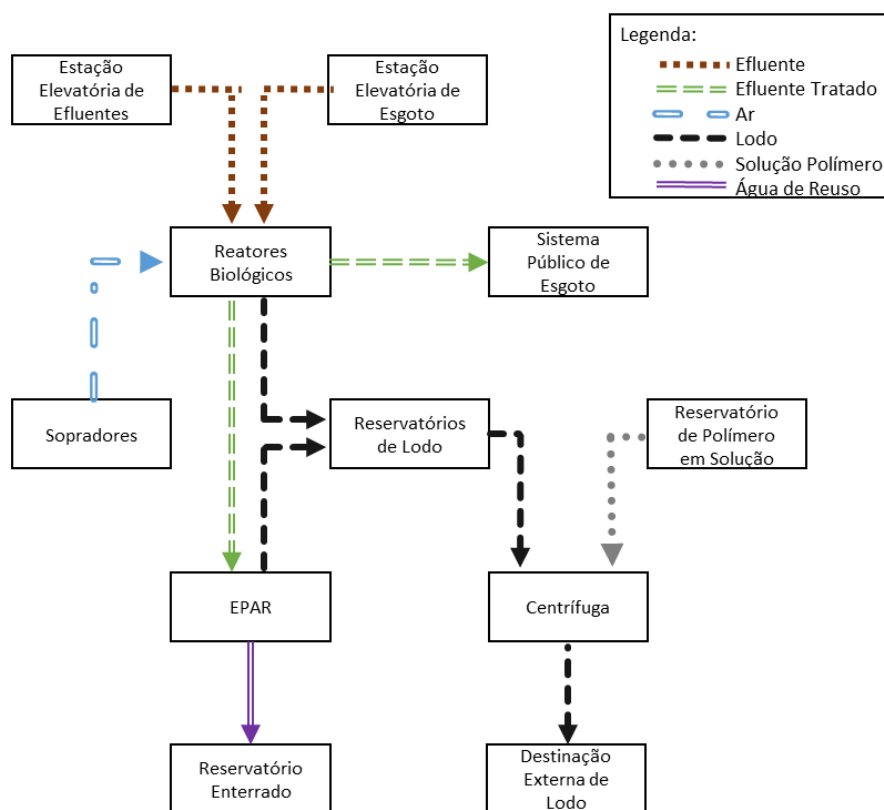 Legenda:
Efluente
Efluente Tratado
Ar
Lodo
Solução Polímero
Água de Reuso
Estação
Elevatória de
Efluentes
Estação
Elevatória de
Esgoto
Reatores
Biológicos
Sistema
Público de
Esgoto
Sopradores
Reservatórios
de Lodo
Reservatório
de Polímero
em Solução
EPAR
Centrífuga
Reservatório
Enterrado
Destinação
Externa de
Lodo